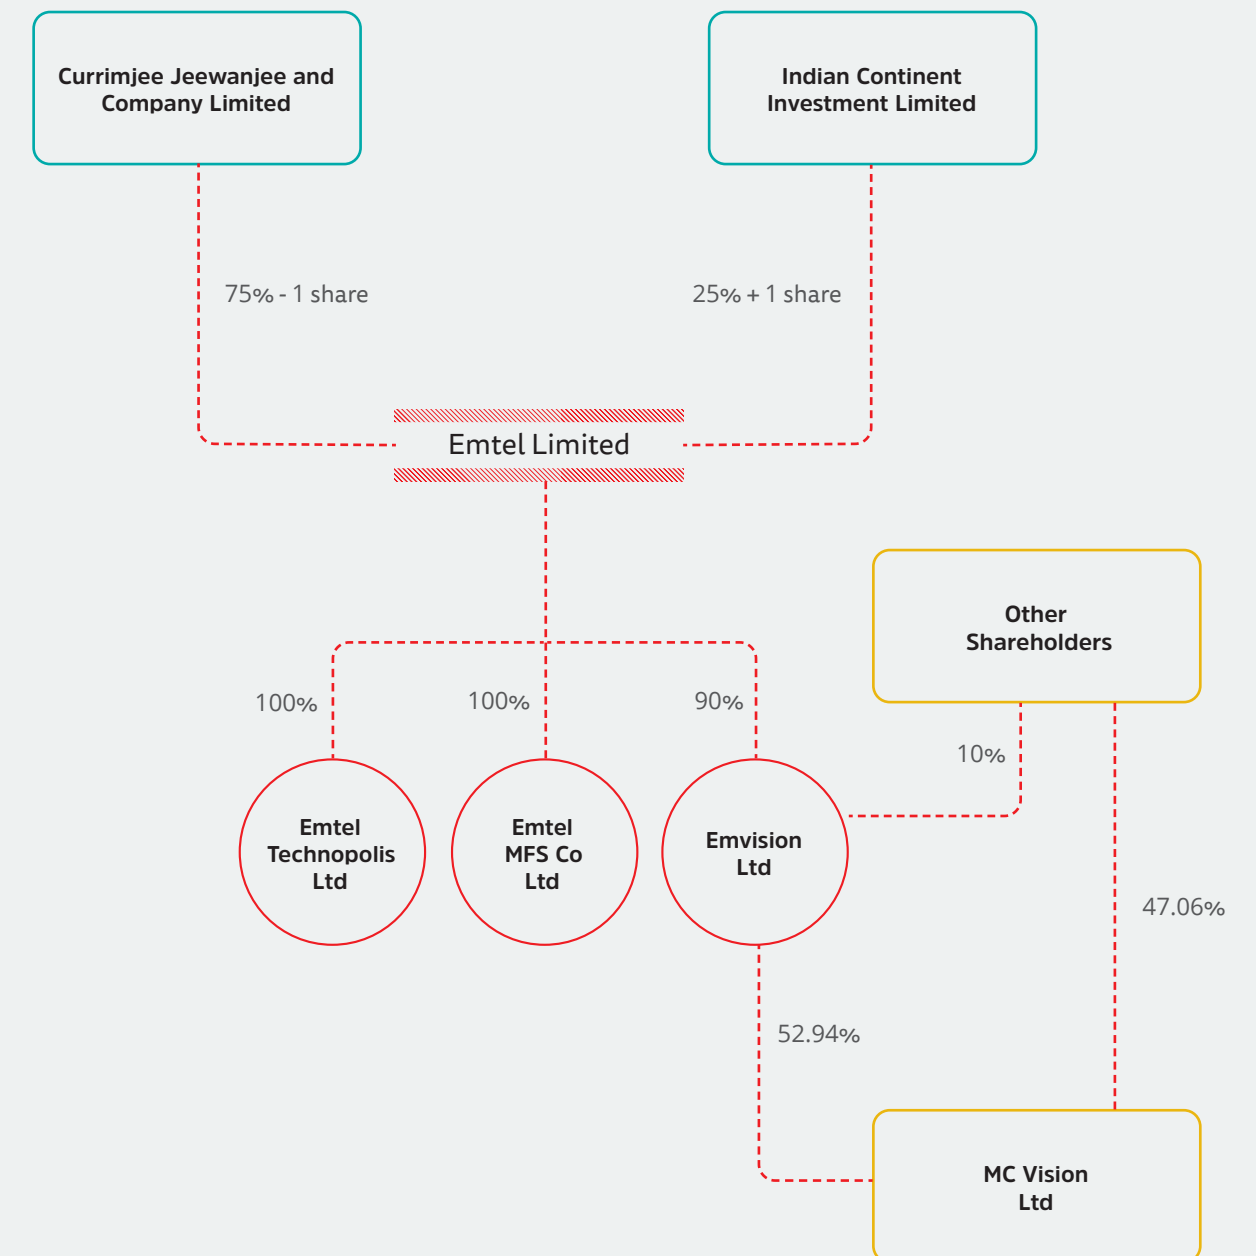 Currimjee Jeewanjee and
Company Limited
Indian Continent
Investment Limited
75% - 1 share
25% + 1 share
Emtel Limited
Other
Shareholders
100%
100%
90%
10%
Emtel
Technopolis
Ltd
Emtel
MFS Co
Ltd
Emvision
Ltd
47.06%
52.94%
MC Vision
Ltd